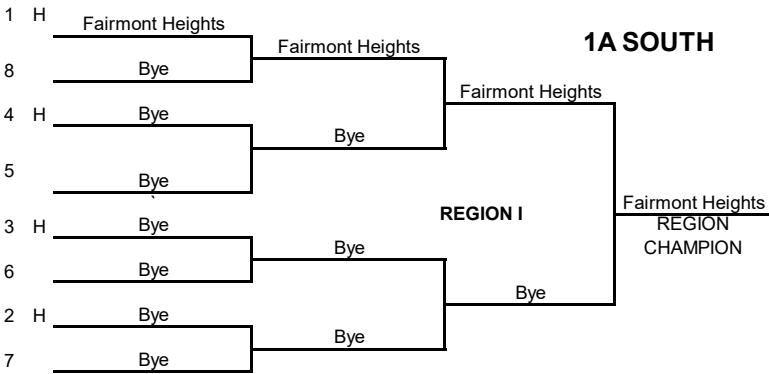 1 H Fairmont Heights
Fairmont Heights
1A SOUTH
8 Bye
Fairmont Heights
4 H Bye
Bye
5 Bye
`
Fairmont Heights
REGION I
3 H Bye
REGION
CHAMPION
Bye
6 Bye
Bye
2 H Bye
Bye
7 Bye